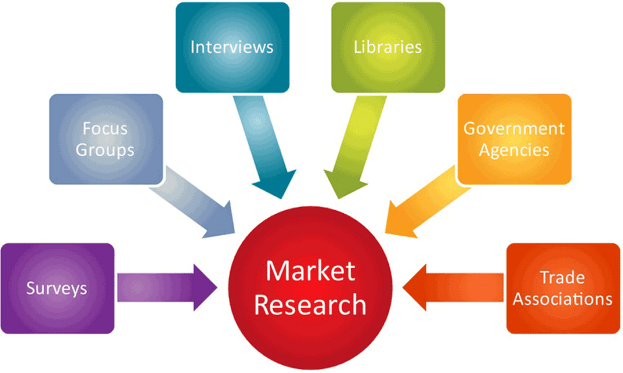 Interviews
Libraries
Focus
Groups
Government
Agencies
Surveys
Market
Research
Trade
Associations